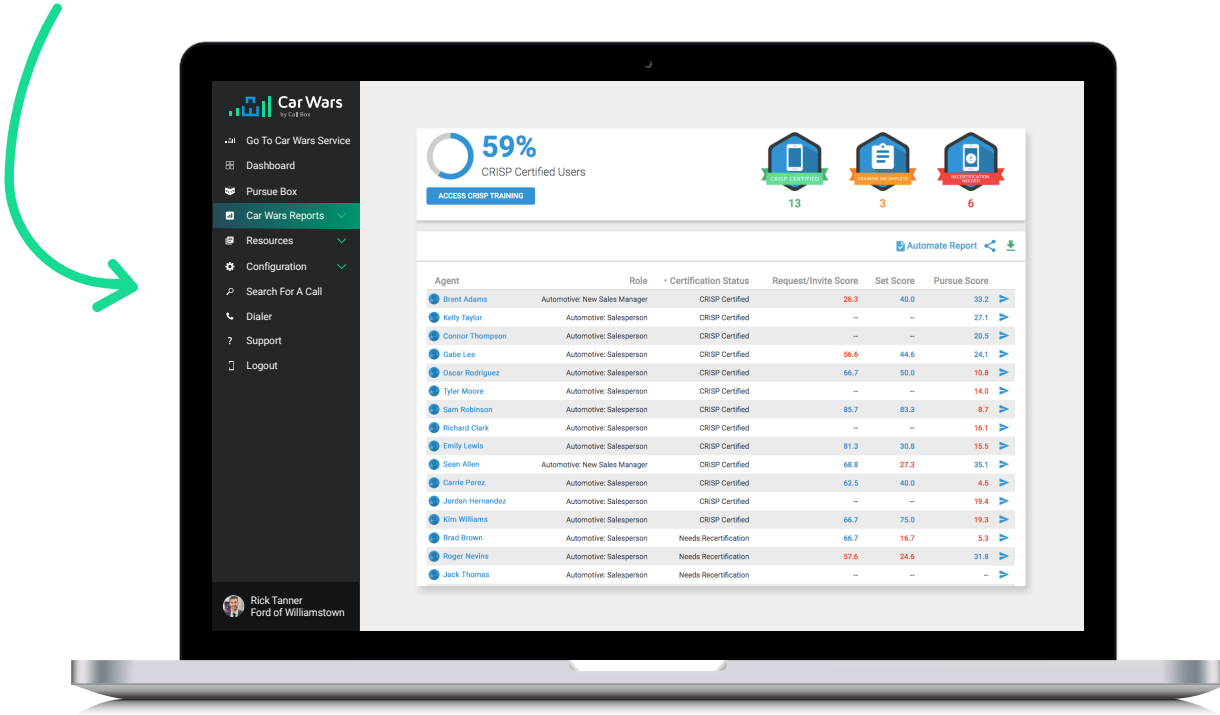 Car Wars
by Call Box
Go To Car Wars Service
Dashboard
Pursue Box
Car Wars Reports
Resources
Configuration
Search For A Call
Dialer
? Support
Logout
Rick Tanner
Ford of Williamstown
59%
CRISP Certified Users
ACCESS CRISP TRAINING
CRISP CERTIFIED
13
TRAINING INCOMPLETE
3
RECERTIFICATION
NEEDED
6
Automate Report
Agent Role Certification Status Request/Invite Score Set Score Pursue Score
Brent Adams Automotive: New Sales Manager CRISP Certified 26.3 40.0 33.2
Kelly Taylor Automotive: Salesperson CRISP Certified -- -- 27.1
Connor Thompson Automotive: Salesperson CRISP Certified -- -- 20.5
Gabe Lee Automotive: Salesperson CRISP Certified 56.6 44.6 24.1
Oscar Rodriguez Automotive: Salesperson CRISP Certified 66.7 50.0 10.8
Tyler Moore Automotive: Salesperson CRISP Certified -- -- 14.0
Sam Robinson Automotive: Salesperson CRISP Certified 85.7 83.3 8.7
Richard Clark Automotive: Salesperson CRISP Certified -- -- 16.1
Emily Lewis Automotive: Salesperson CRISP Certified 81.3 30.8 15.5
Sean Allen Automotive: New Sales Manager CRISP Certified 68.8 27.3 35.1
Carrie Perez Automotive: Salesperson CRISP Certified 62.5 40.0 4.5
Jordan Hernandez Automotive: Salesperson CRISP Certified -- -- 19.4
Kim Williams Automotive: Salesperson CRISP Certified 66.7 75.0 19.3
Brad Brown Automotive: Salesperson Needs Recertification 66.7 16.7 5.3
Roger Nevins Automotive: Salesperson Needs Recertification 57.6 24.6 31.8
Jack Thomas Automotive: Salesperson Needs Recertification -- -- --